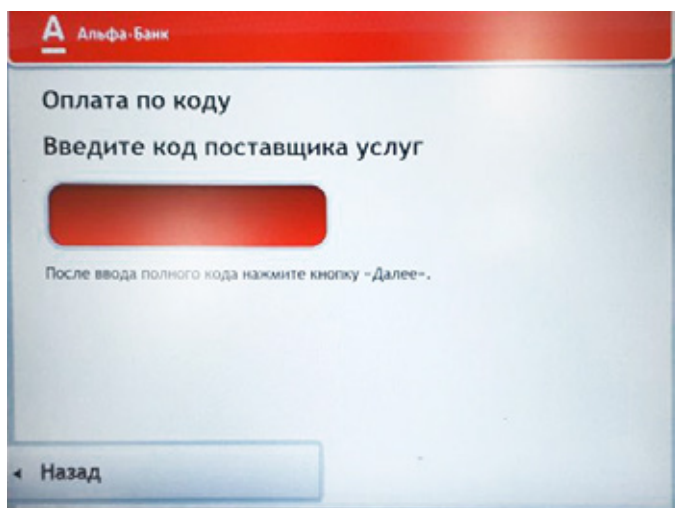 Альфа·Банк
Оплата по коду
Введите код поставщика услуг
После ввода полного кода нажмите кнопку «Далее».
Назад